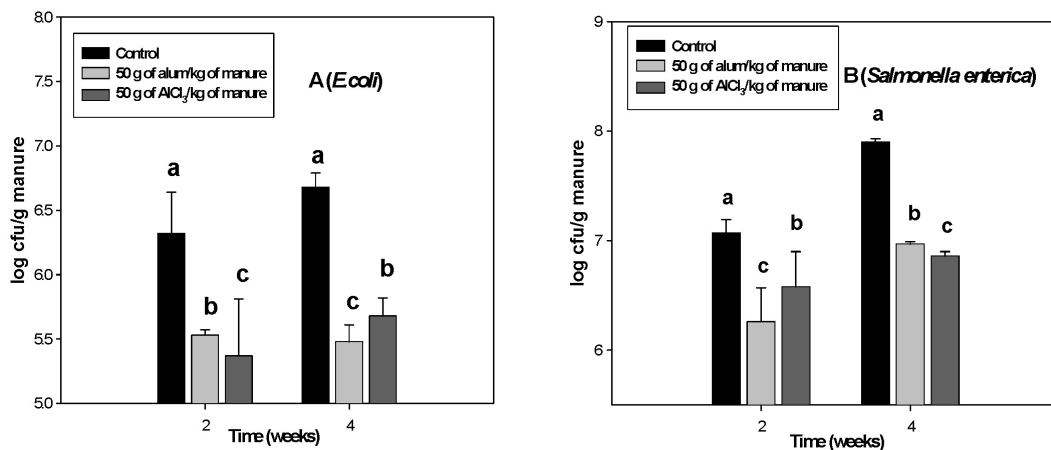 8.0
7.5
7.0
6.5
6.0
5.5
5.0
log cfu/g manure
Control
50 g of alum/kg of manure
50 g of AlCl3/kg of manure
A (E.coli)
a
b
c
a
c
b
2
4
Time (weeks)
9
8
7
6
log cfu/g manure
Control
50 g of alum/kg of manure
50 g of AlCl3/kg of manure
B (Salmonella enterica)
a
c
b
a
b
c
2
4
Time (weeks)